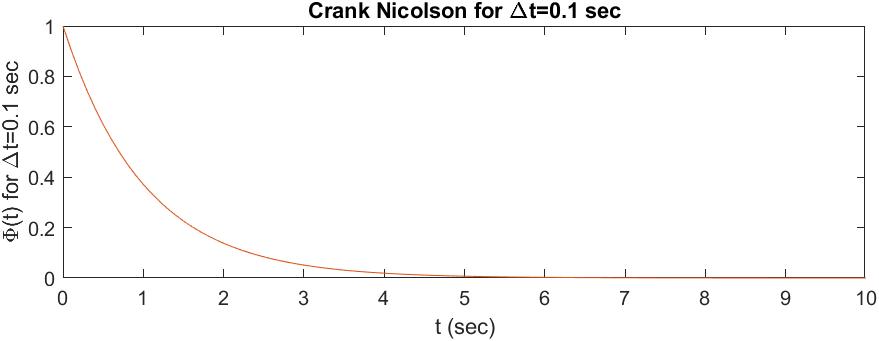 Crank Nicolson for Δt=0.1 sec
Φ(t) for Δt=0.1 sec
1
0.8
0.6
0.4
0.2
0
0 1 2 3 4 5 6 7 8 9 10
t (sec)